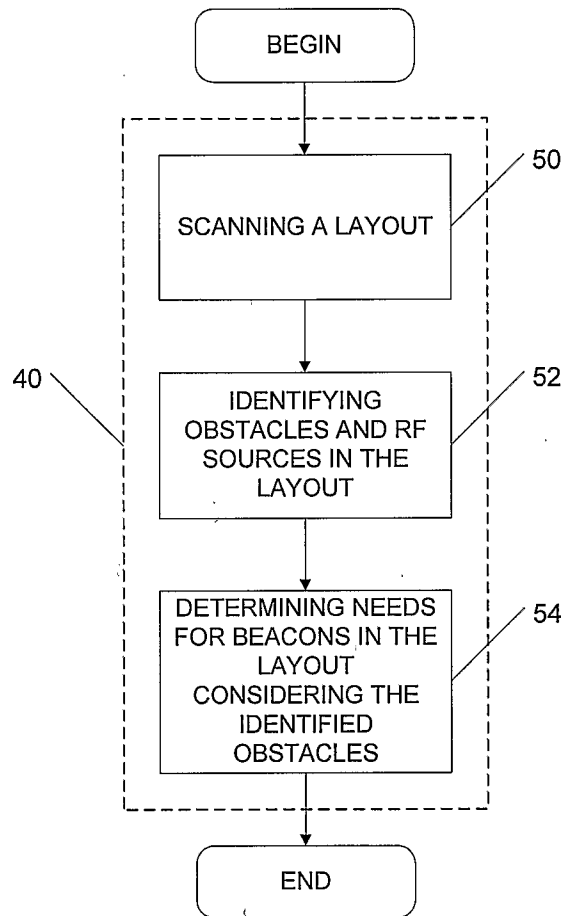 BEGIN
50
SCANNING A LAYOUT
40
52
IDENTIFYING
OBSTACLES AND RF
SOURCES IN THE
LAYOUT
54
DETERMINING NEEDS
FOR BEACONS IN THE
LAYOUT
CONSIDERING THE
IDENTIFIED
OBSTACLES
END